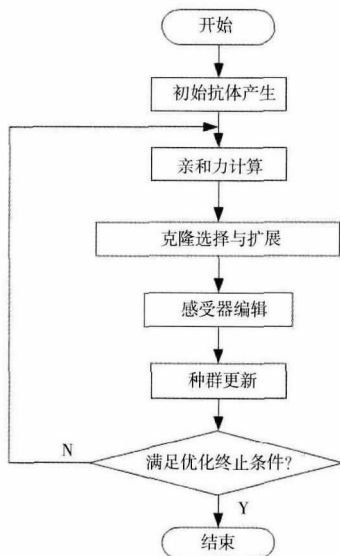 开始
初始抗体产生
亲和力计算
克隆选择与扩展
感受器编辑
种群更新
满足优化终止条件?
N
Y
结束